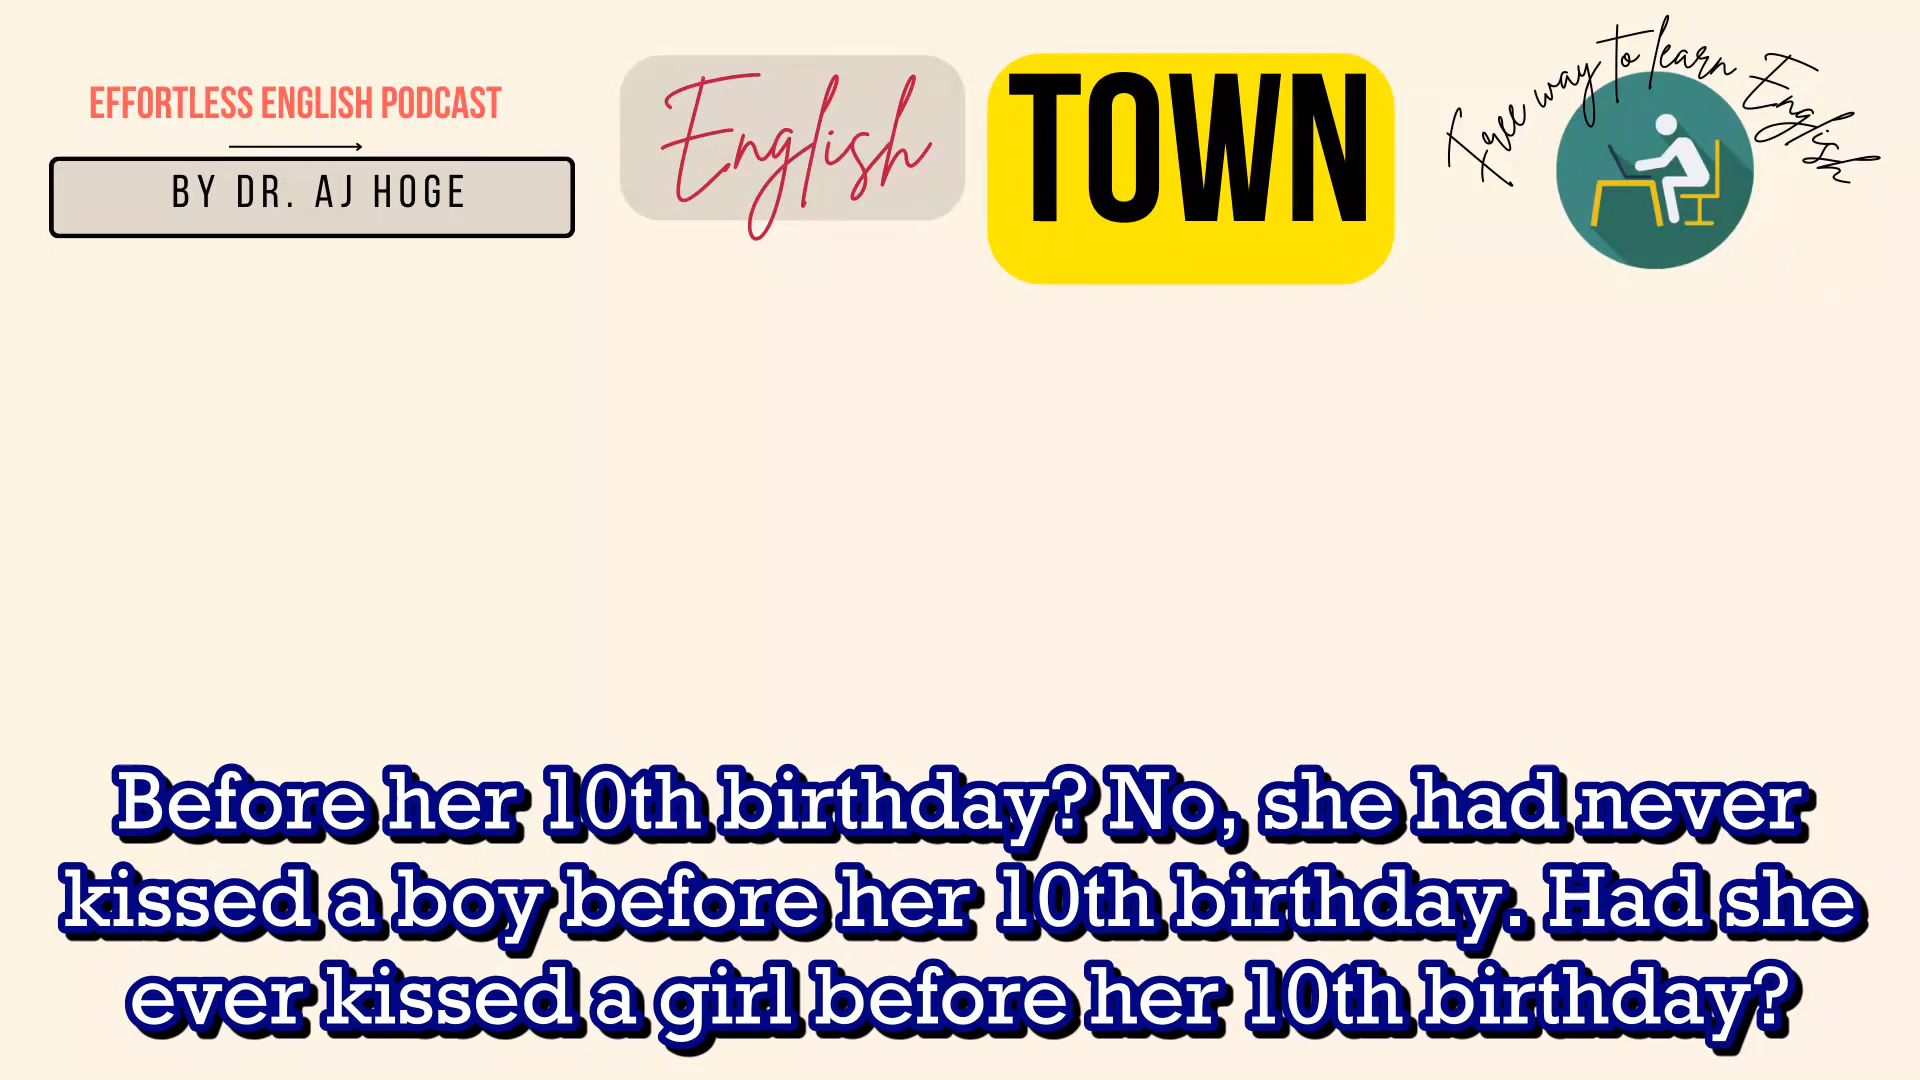 EFFORTLESS ENGLISH PODCAST
BY DR. AJ HOGE
English
TOWN
Free way to learn English
Before her 10th birthday? No, she had never
kissed a boy before her 10th birthday. Had she
ever kissed a girl before her 10th birthday?